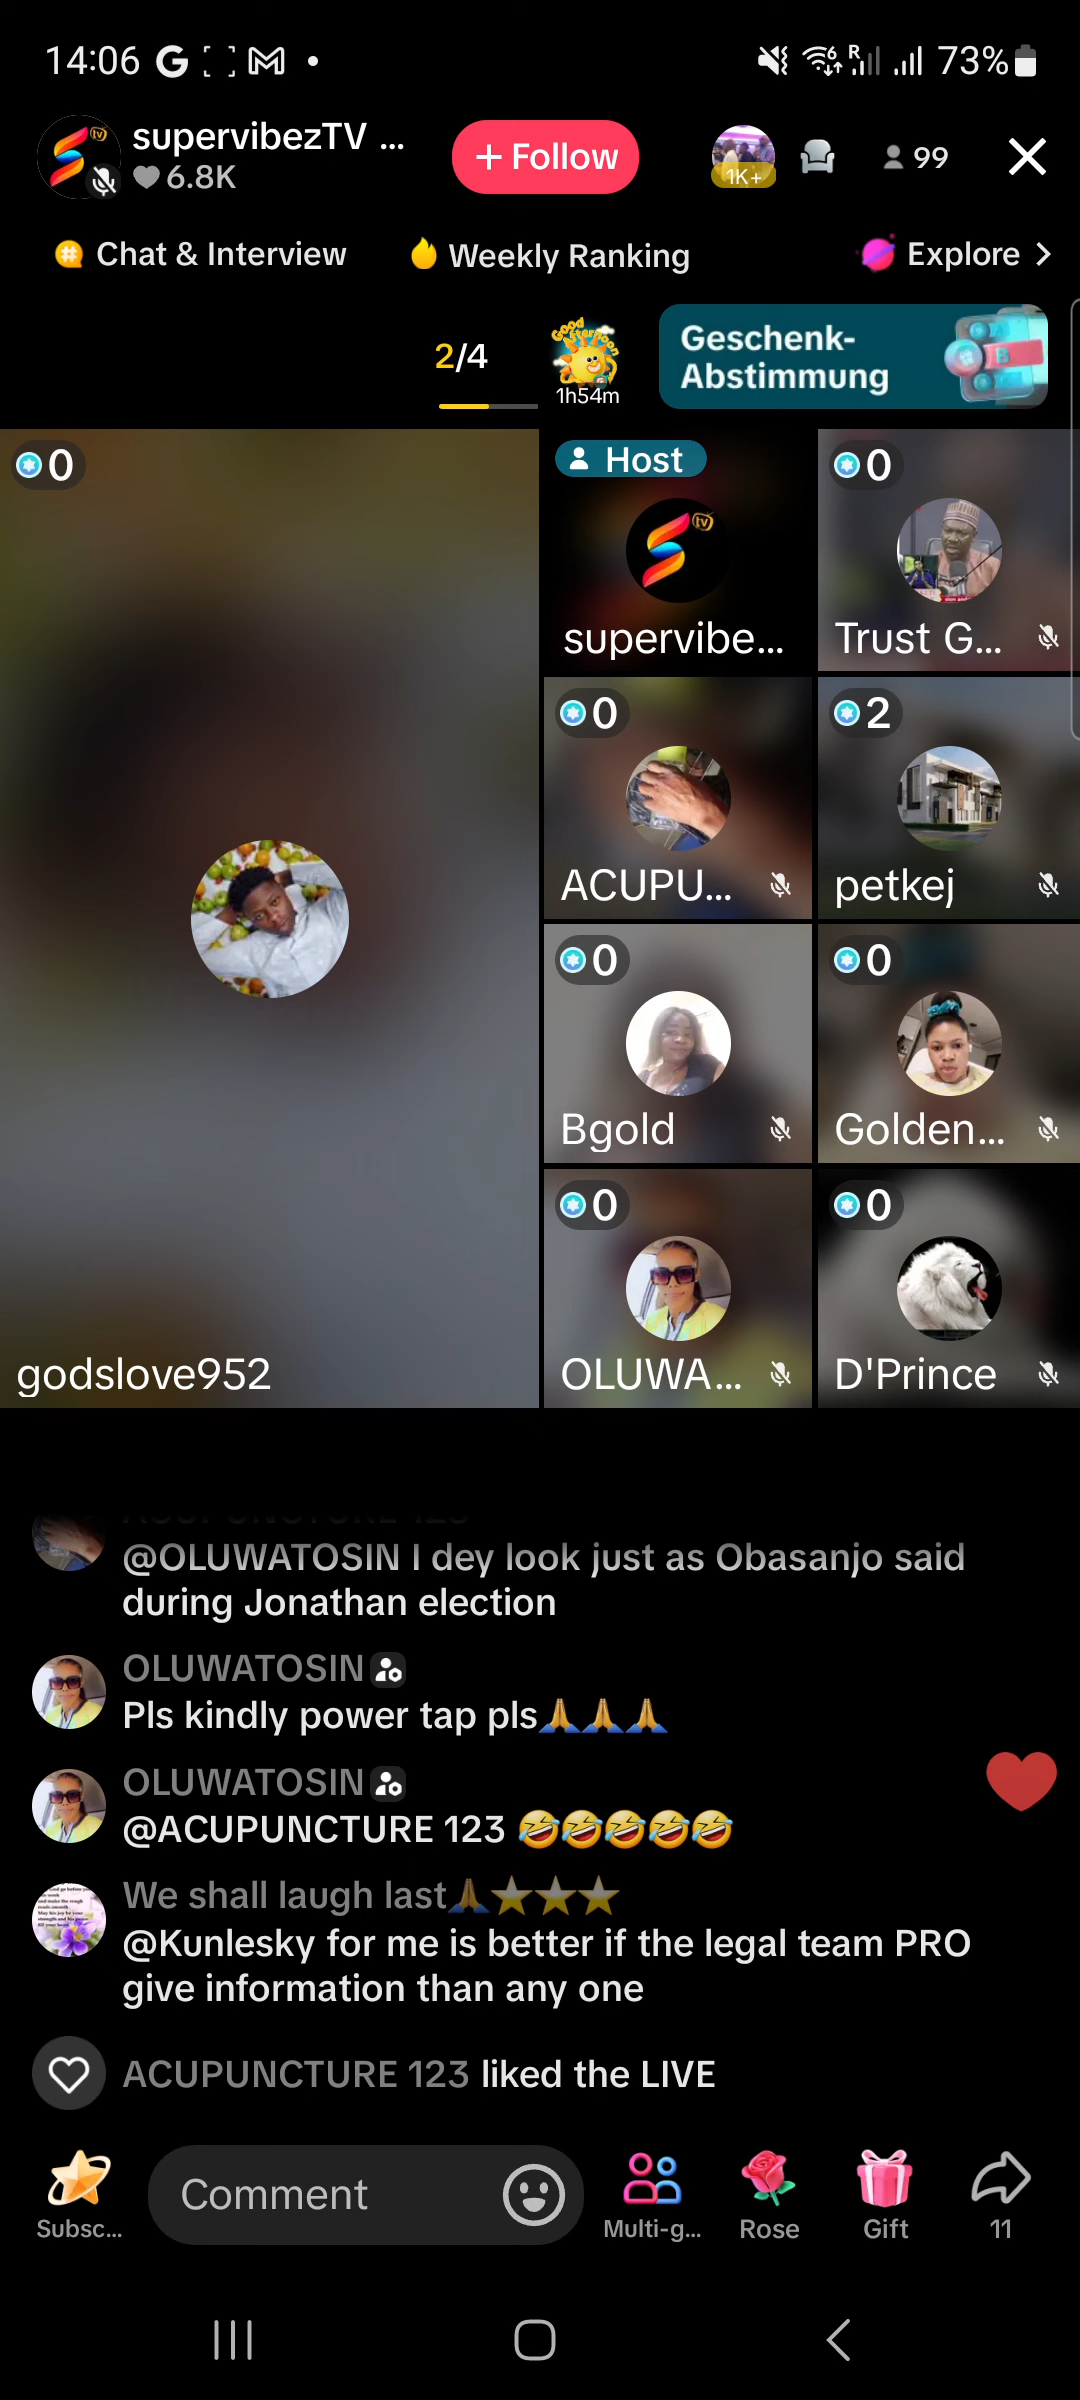 14:06
73%
supervibezTV ...
6.8K
+ Follow
1K+
99
Chat & Interview
Weekly Ranking
Explore
2/4
Good Afternoon
1h54m
Geschenk-
Abstimmung
0
Host
supervibe...
0
Trust G...
0
ACUPU...
2
petkej
0
Bgold
0
Golden...
0
OLUWA...
0
D'Prince
godslove952
ACUPUNCTURE 123
@OLUWATOSIN I dey look just as Obasanjo said
during Jonathan election
OLUWATOSIN
Pls kindly power tap pls🙏🙏🙏
OLUWATOSIN
@ACUPUNCTURE 123 🤣🤣🤣🤣🤣
We shall laugh last🙏⭐⭐⭐
@Kunlesky for me is better if the legal team PRO
give information than any one
ACUPUNCTURE 123 liked the LIVE
Comment
Subsc...
Multi-g...
Rose
Gift
11